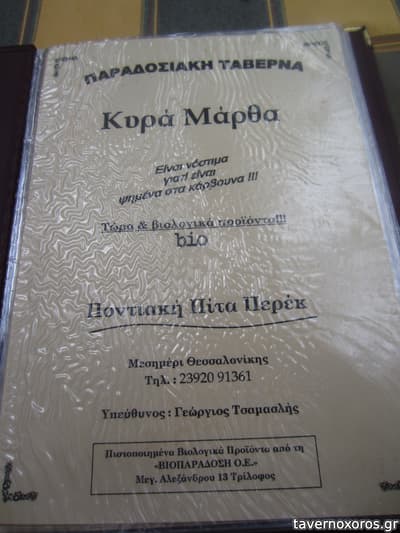 ΠΑΡΑΔΟΣΙΑΚΗ ΤΑΒΕΡΝΑ
Κυρά Μάρθα
Είναι νόστιμα
γιατί είναι
ψημένα στα κάρβουνα !!!
Τώρα & βιολογικά προϊόντα!!!
bio
Ποντιακή Πίτα Περέκ
Μεσημέρι Θεσσαλονίκης
Τηλ. : 23920 91361
Υπεύθυνος : Γεώργιος Τσαμασλής
Πιστοποιημένα Βιολογικά Προϊόντα από τη
«ΒΙΟΠΑΡΑΔΟΣΗ Ο.Ε.»
Μεγ. Αλεξάνδρου 13 Τρίλοφος
tavernoxoros.gr